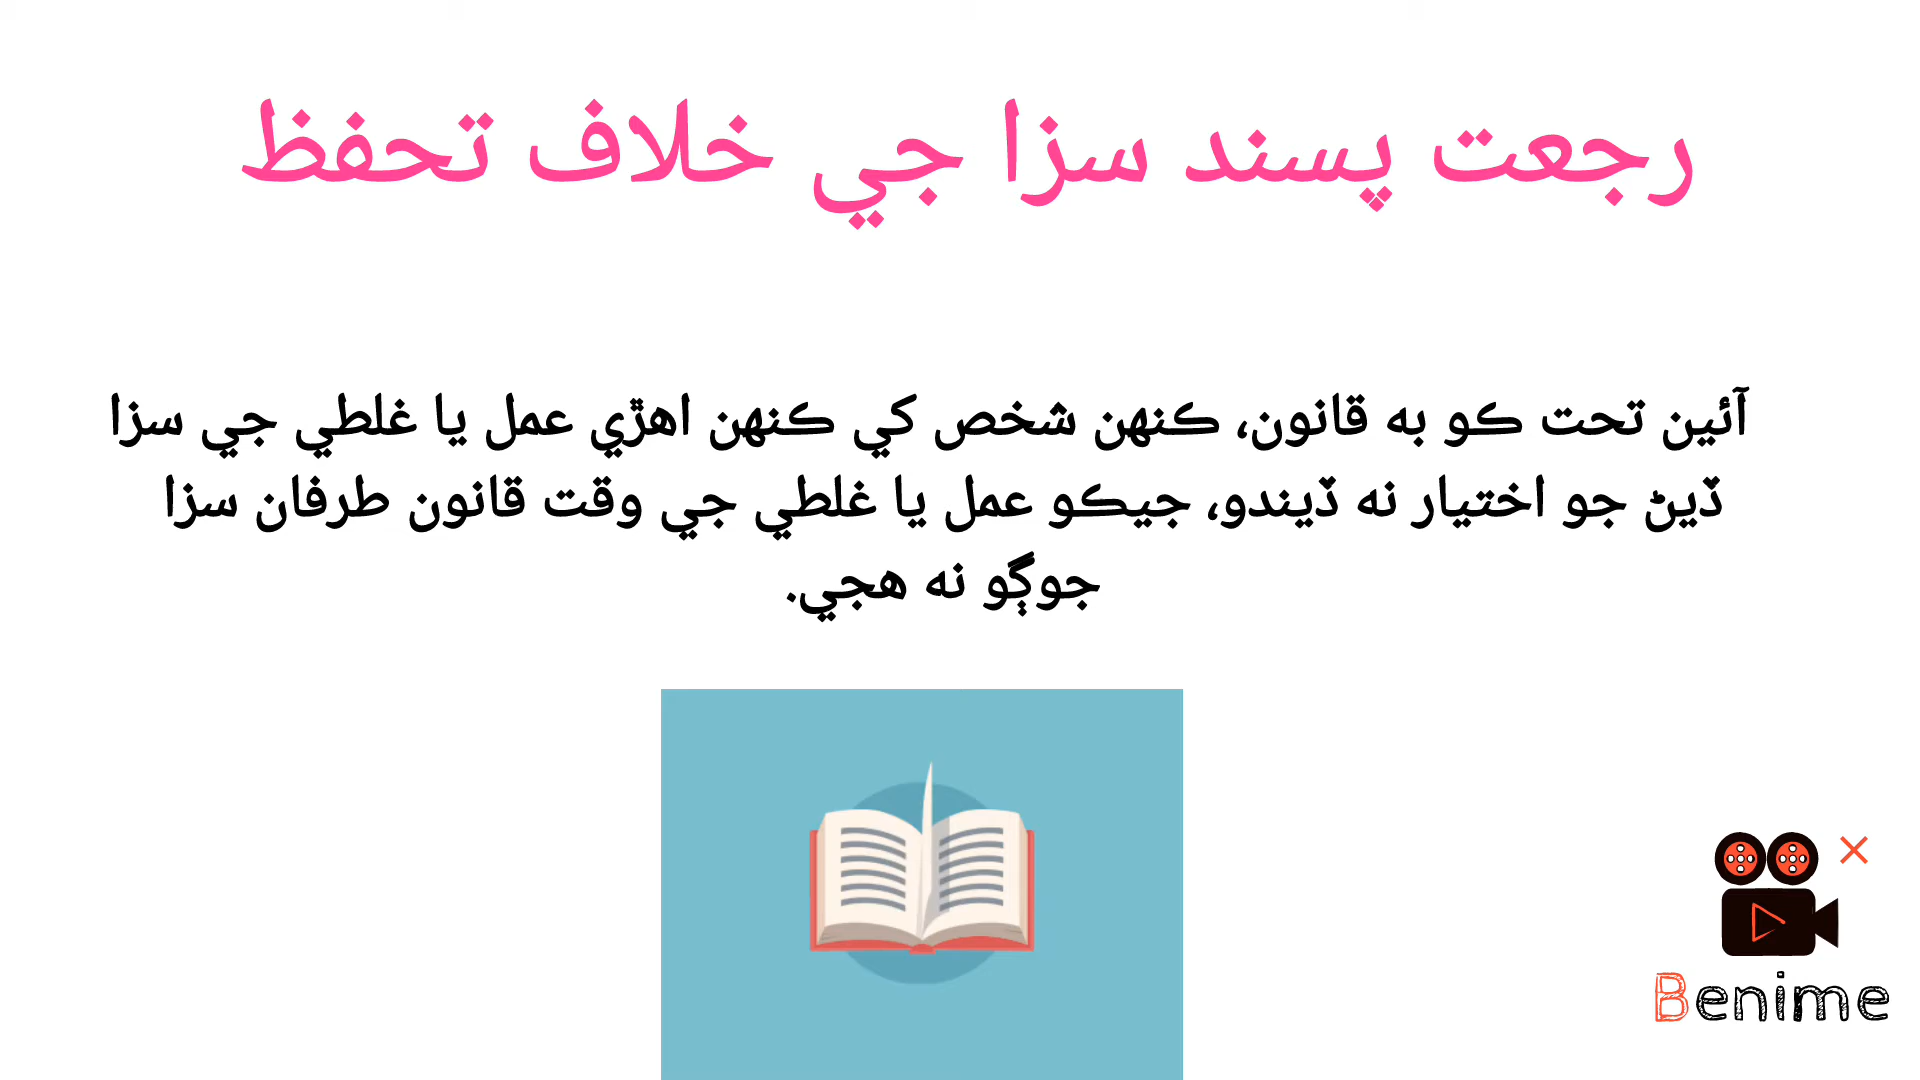 رجعت پسند سزا جي خلاف تحفظ
آئين تحت ڪو به قانون، ڪنهن شخص کي ڪنهن اهڙي عمل يا غلطي جي سزا
ڏيڻ جو اختيار نه ڏيندو، جيڪو عمل يا غلطي جي وقت قانون طرفان سزا
جوڳو نه هجي.
Benime